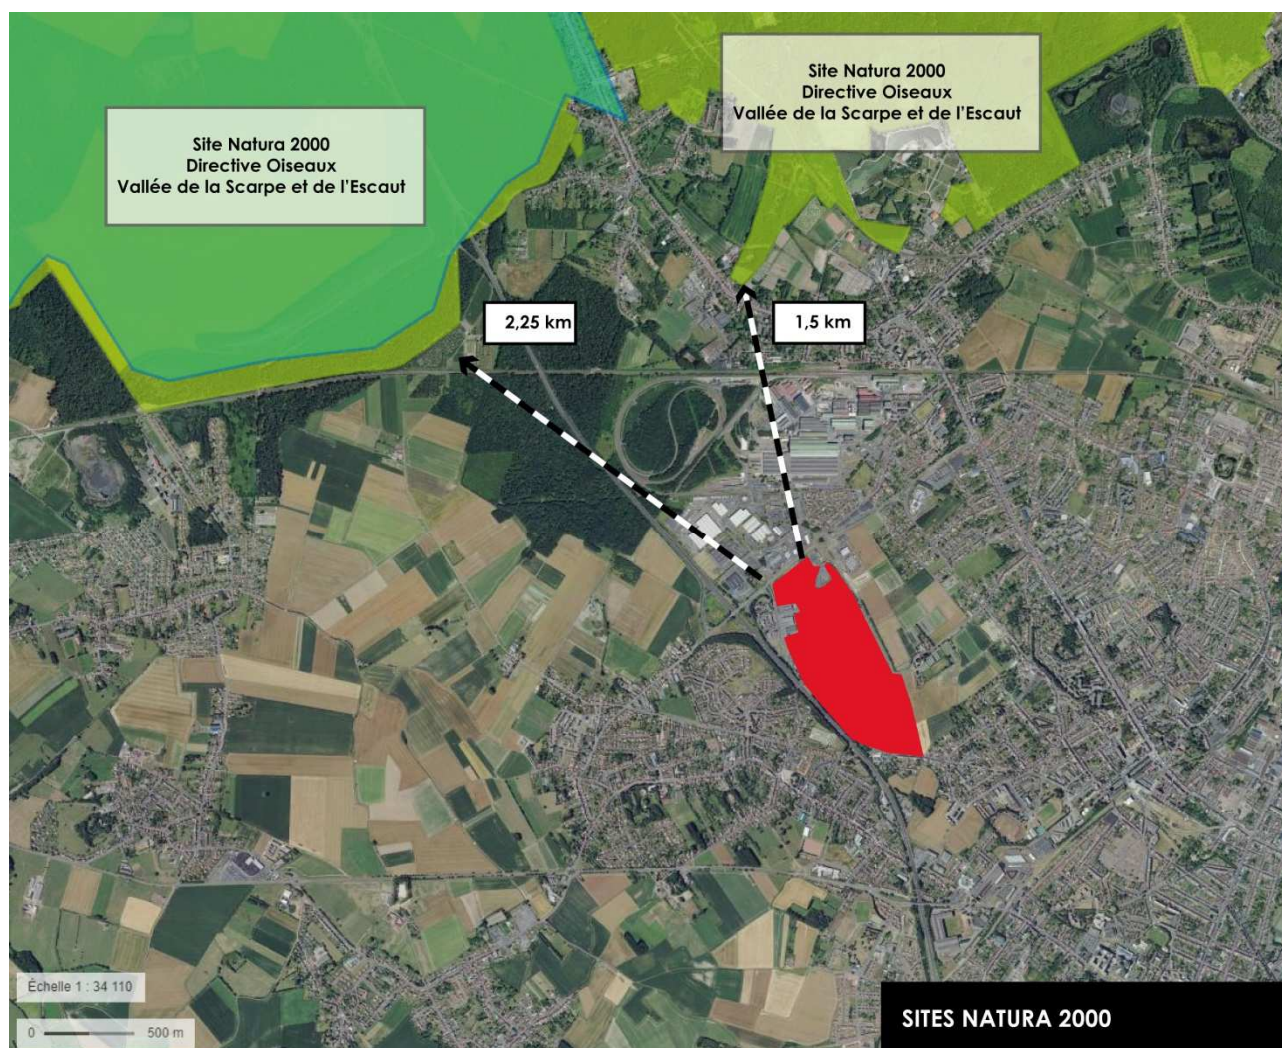 Site Natura 2000
Directive Oiseaux
Vallée de la Scarpe et de l'Escaut
Site Natura 2000
Directive Oiseaux
Vallée de la Scarpe et de l'Escaut
2,25 km
1,5 km
Échelle 1 : 34 110
0 500 m
SITES NATURA 2000